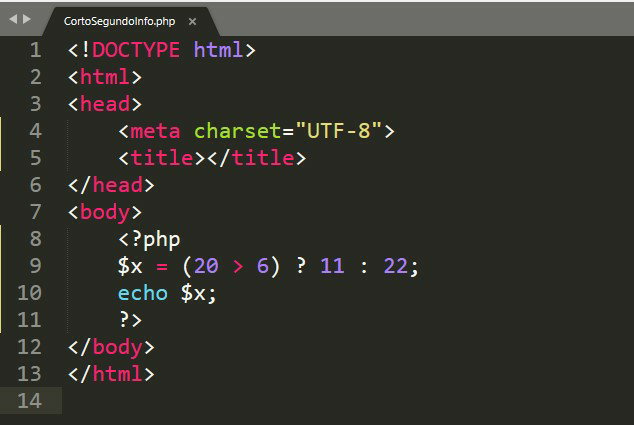 CortoSegundoInfo.php ×
1 <!DOCTYPE html>
2 <html>
3 <head>
4     <meta charset="UTF-8">
5     <title></title>
6 </head>
7 <body>
8     <?php
9     $x = (20 > 6) ? 11 : 22;
10     echo $x;
11     ?>
12 </body>
13 </html>
14